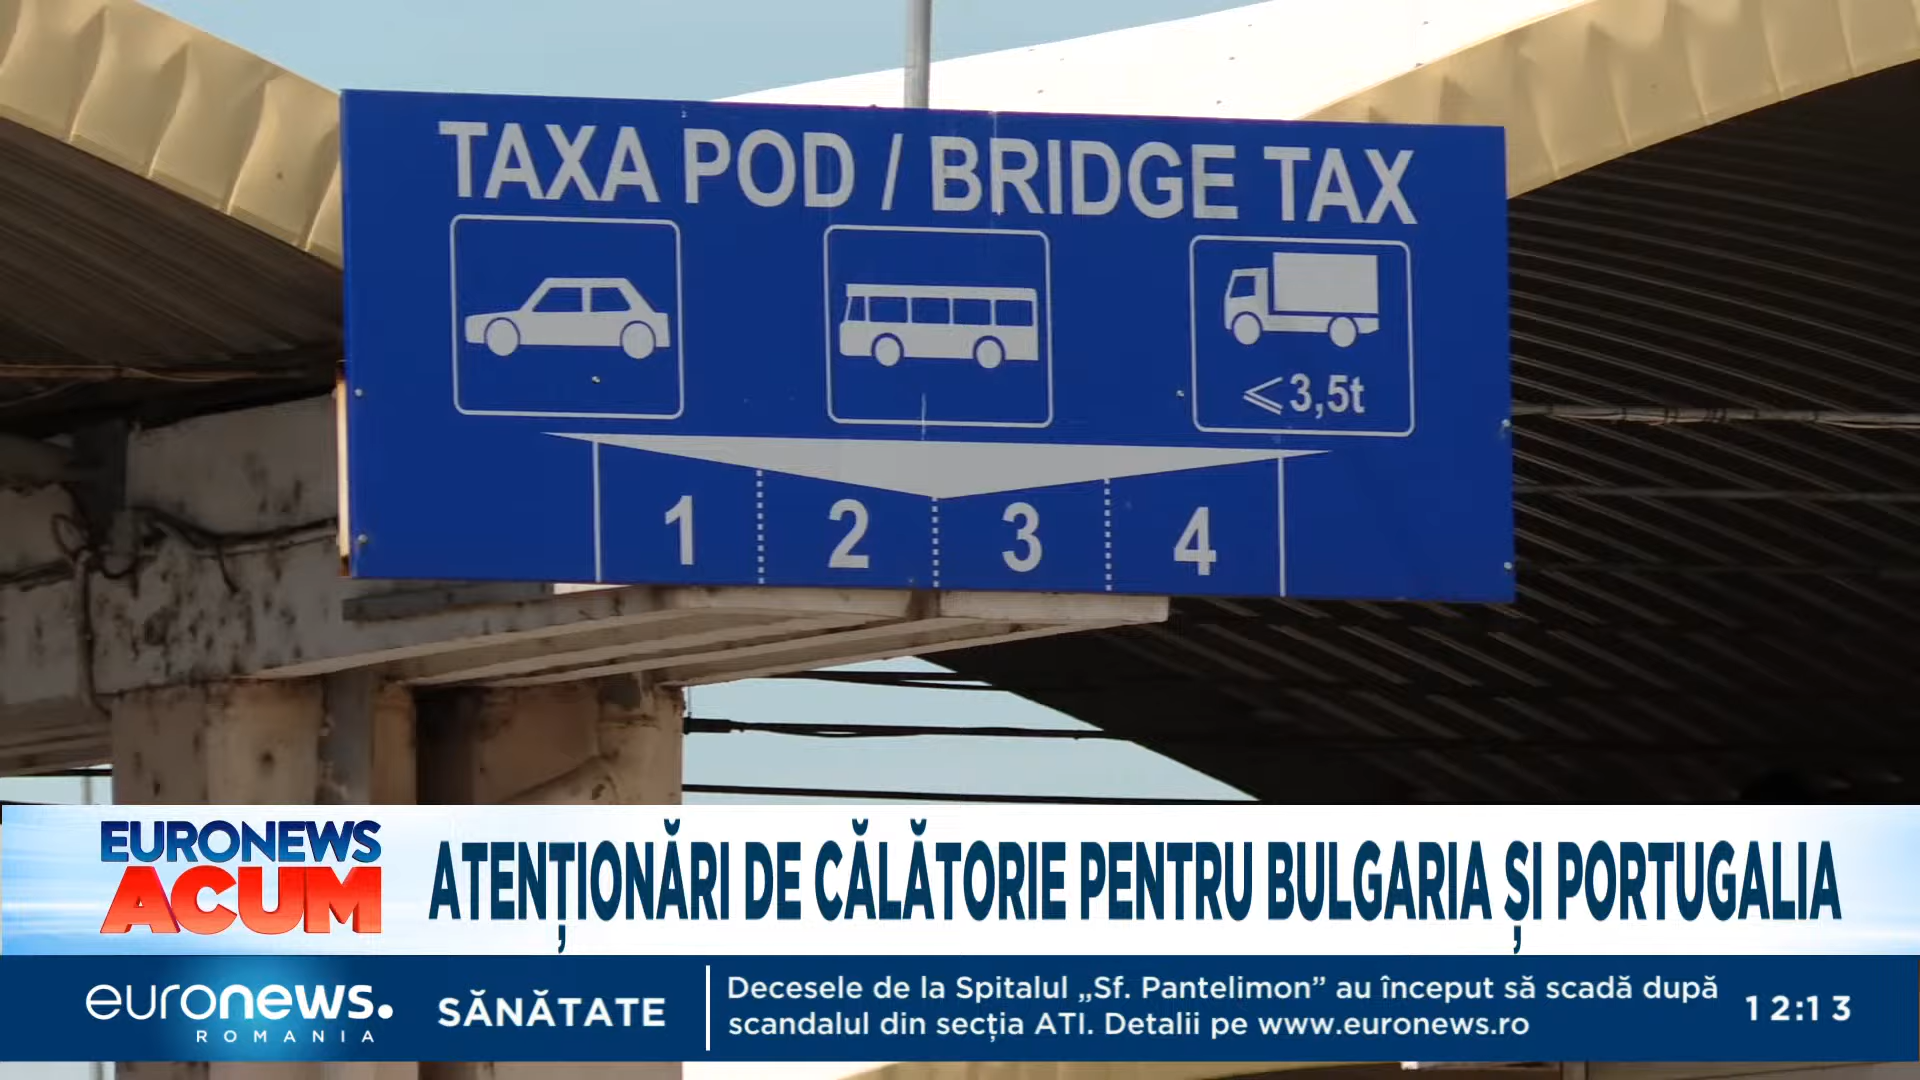 TAXA POD / BRIDGE TAX
⩽3,5t
1 2 3 4
EURONEWS
ACUM
ATENȚIONĂRI DE CĂLĂTORIE PENTRU BULGARIA ȘI PORTUGALIA
euronews.
ROMANIA
SĂNĂTATE
Decesele de la Spitalul „Sf. Pantelimon” au început să scadă după
scandalul din secția ATI. Detalii pe www.euronews.ro
12:13